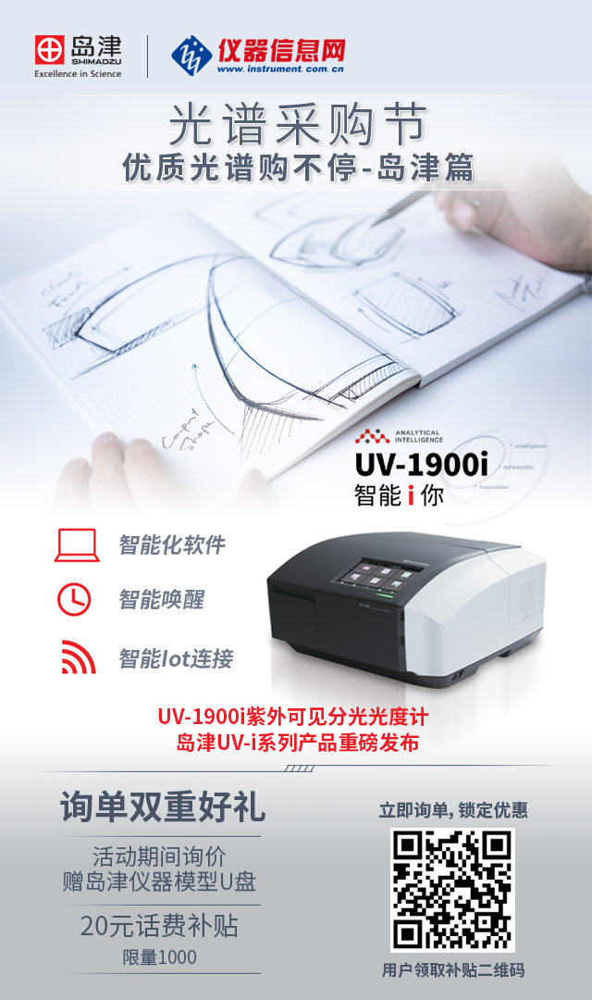 岛津
SHIMADZU
Excellence in Science
仪器信息网
www.instrument.com.cn
光谱采购节
优质光谱购不停-岛津篇
Compact
Shape
ANALYTICAL
INTELLIGENCE
UV-1900i
智能i你
intelligence
informatics
innovation
智能化软件
智能唤醒
智能Iot连接
UV-1900i紫外可见分光光度计
岛津UV-i系列产品重磅发布
询单双重好礼
活动期间询价
赠岛津仪器模型U盘
20元话费补贴
限量1000
立即询单,锁定优惠
用户领取补贴二维码